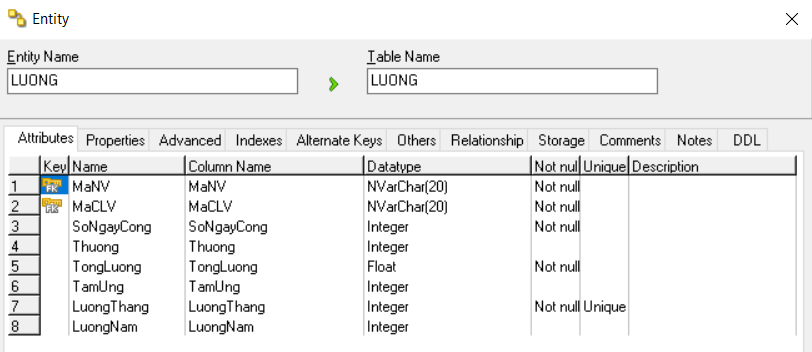 Entity
Entity Name Table Name
LUONG LUONG
Attributes Properties Advanced Indexes Alternate Keys Others Relationship Storage Comments Notes DDL
Key Name Column Name Datatype Not nul Unique Description
1 FK MaNV MaNV NVarChar(20) Not null
2 FK MaCLV MaCLV NVarChar(20) Not null
3 SoNgayCong SoNgayCong Integer Not null
4 Thuong Thuong Integer
5 TongLuong TongLuong Float Not null
6 TamUng TamUng Integer
7 LuongThang LuongThang Integer Not null Unique
8 LuongNam LuongNam Integer